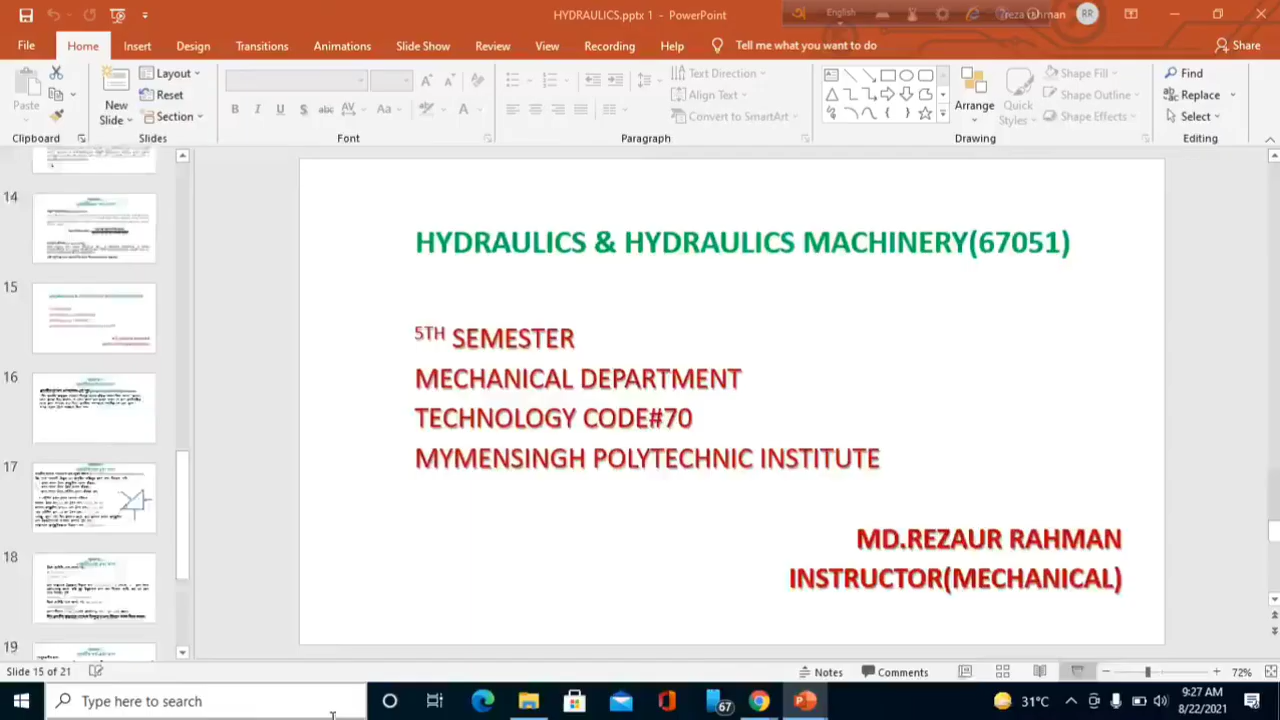 HYDRAULICS.pptx 1 - PowerPoint
English
reza rahman
RR
File Home Insert Design Transitions Animations Slide Show Review View Recording Help Tell me what you want to do Share
Paste
New Slide
Layout
Reset
Section
Text Direction
Align Text
Convert to SmartArt
Arrange
Quick Styles
Shape Fill
Shape Outline
Shape Effects
Find
Replace
Select
Clipboard Slides Font Paragraph Drawing Editing
14
15
16
17
18
19
HYDRAULICS & HYDRAULICS MACHINERY(67051)
5TH SEMESTER
MECHANICAL DEPARTMENT
TECHNOLOGY CODE#70
MYMENSINGH POLYTECHNIC INSTITUTE
MD.REZAUR RAHMAN
INSTRUCTOR(MECHANICAL)
Slide 15 of 21 Notes Comments 72%
Type here to search 67 31°C 9:27 AM
8/22/2021